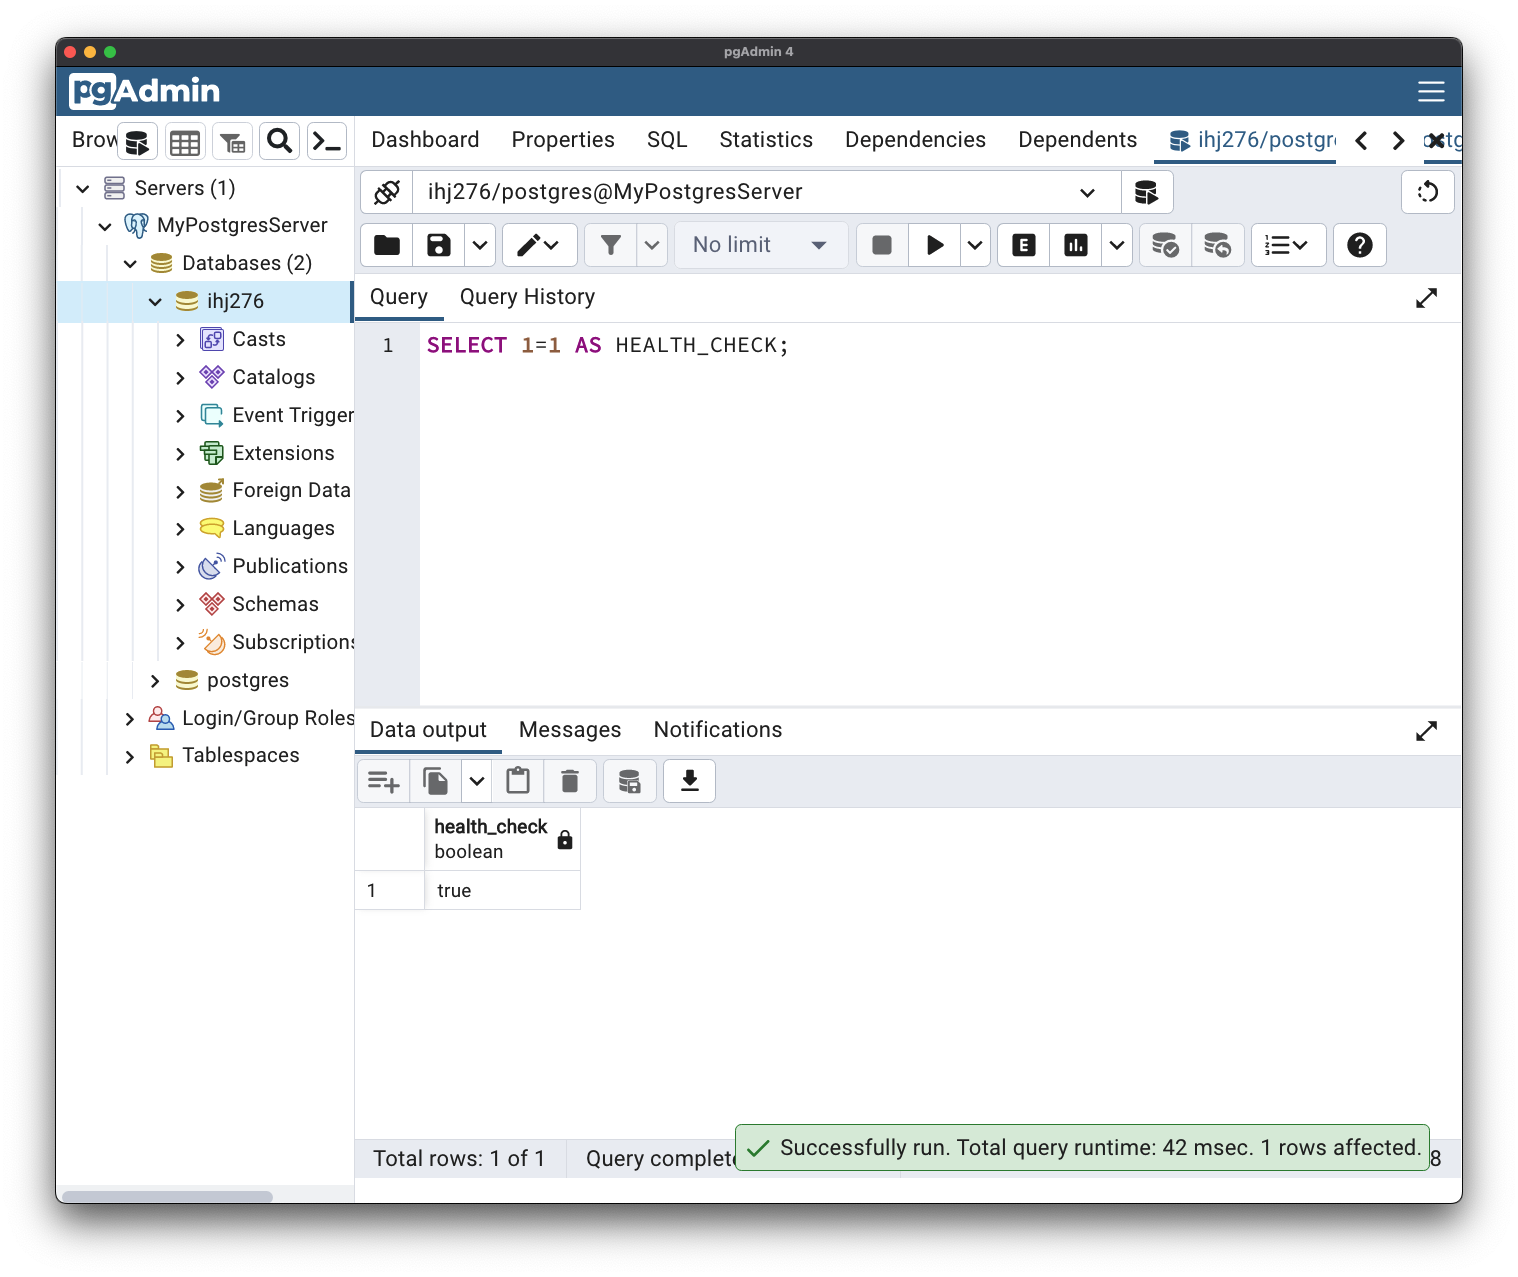 pgAdmin 4
pgAdmin
Brow
Dashboard Properties SQL Statistics Dependencies Dependents ihj276/postgr
Servers (1)
MyPostgresServer
Databases (2)
ihj276
Casts
Catalogs
Event Trigger
Extensions
Foreign Data
Languages
Publications
Schemas
Subscriptions
postgres
Login/Group Roles
Tablespaces
ihj276/postgres@MyPostgresServer
No limit
E
Query Query History
1 SELECT 1=1 AS HEALTH_CHECK;
Data output Messages Notifications
health_check
boolean
1 true
Total rows: 1 of 1 Query complete 8
Successfully run. Total query runtime: 42 msec. 1 rows affected.